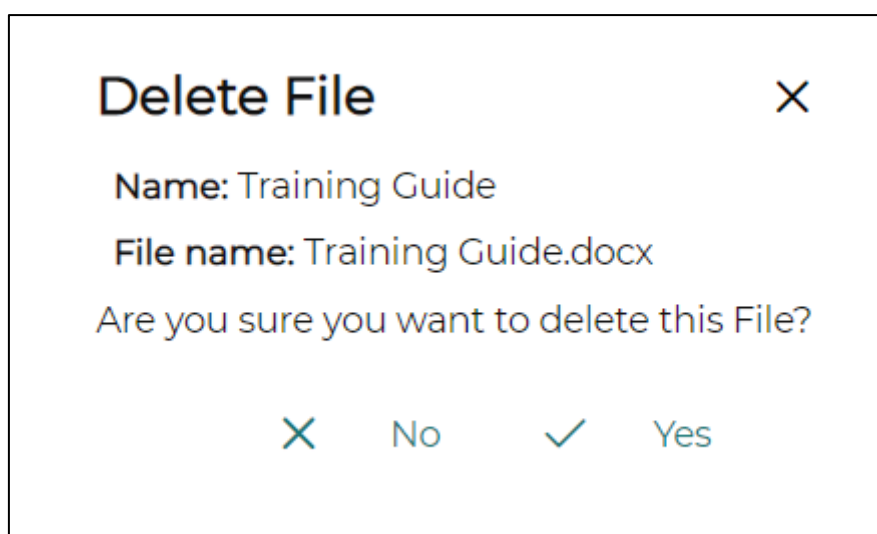 Delete File
Name: Training Guide
File name: Training Guide.docx
Are you sure you want to delete this File?
No Yes